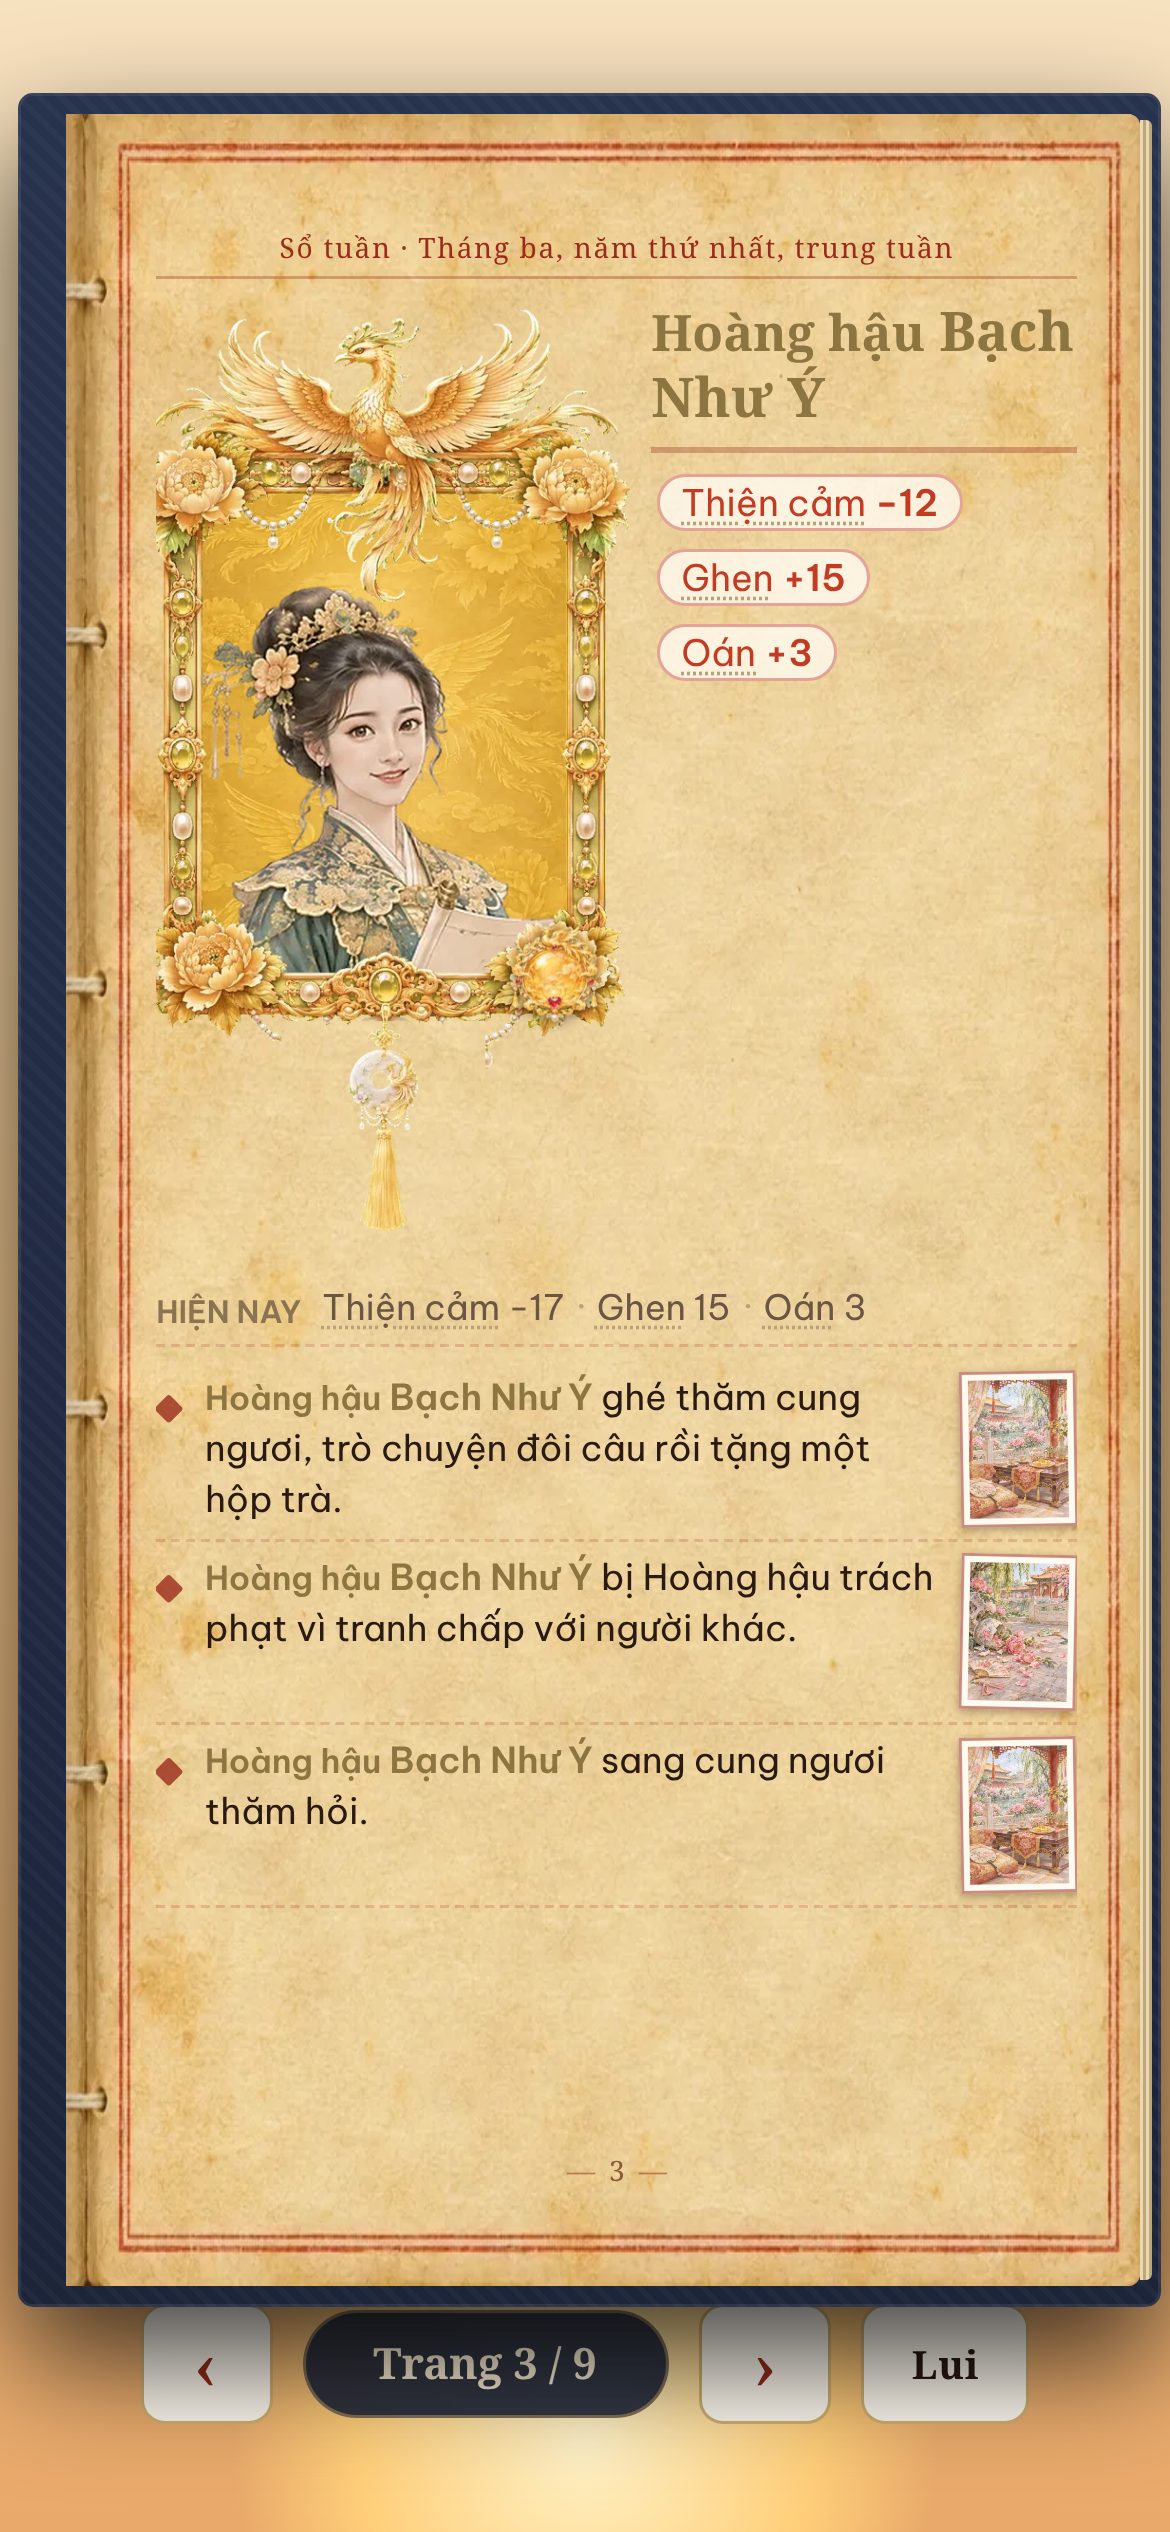 Sổ tuần · Tháng ba, năm thứ nhất, trung tuần
Hoàng hậu Bạch
Như Ý
Thiện cảm -12
Ghen +15
Oán +3
HIỆN NAY Thiện cảm -17 · Ghen 15 · Oán 3
Hoàng hậu Bạch Như Ý ghé thăm cung
ngươi, trò chuyện đôi câu rồi tặng một
hộp trà.
Hoàng hậu Bạch Như Ý bị Hoàng hậu trách
phạt vì tranh chấp với người khác.
Hoàng hậu Bạch Như Ý sang cung ngươi
thăm hỏi.
— 3 —
‹ Trang 3 / 9 › Lui